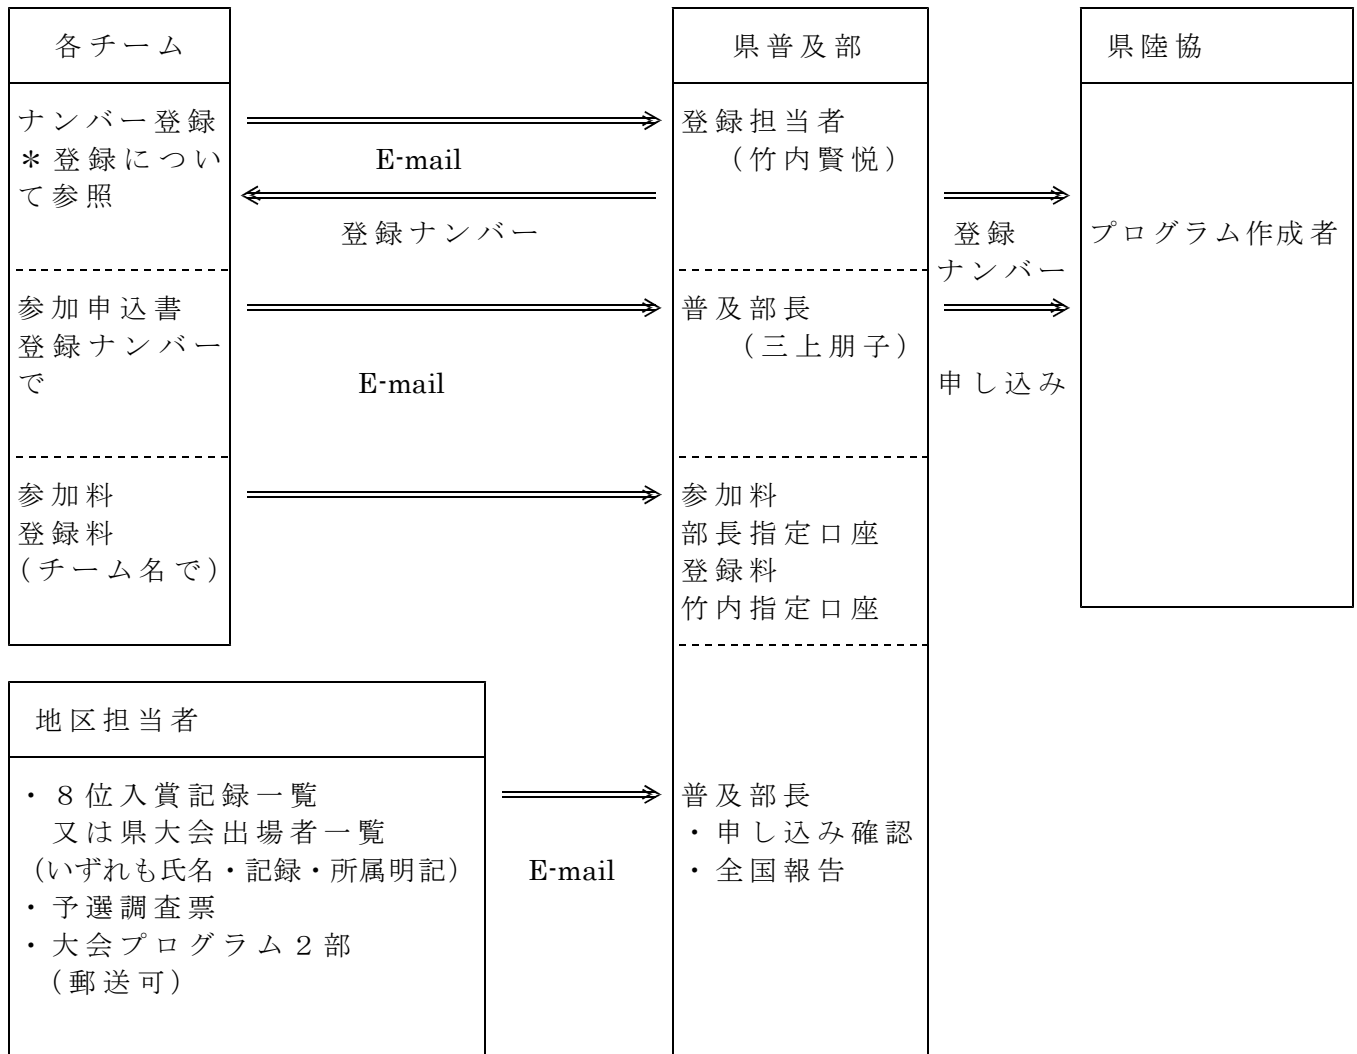 各チーム
県普及部
県陸協
ナンバー登録
＊登録につい
て参照
E-mail
登録ナンバー
登録担当者
（竹内賢悦）
登録
ナンバー
プログラム作成者
参加申込書
登録ナンバー
で
E-mail
普及部長
（三上朋子）
申し込み
参加料
登録料
（チーム名で）
参加料
部長指定口座
登録料
竹内指定口座
地区担当者
・８位入賞記録一覧
又は県大会出場者一覧
（いずれも氏名・記録・所属明記）
・予選調査票
・大会プログラム２部
（郵送可）
E-mail
普及部長
・申し込み確認
・全国報告